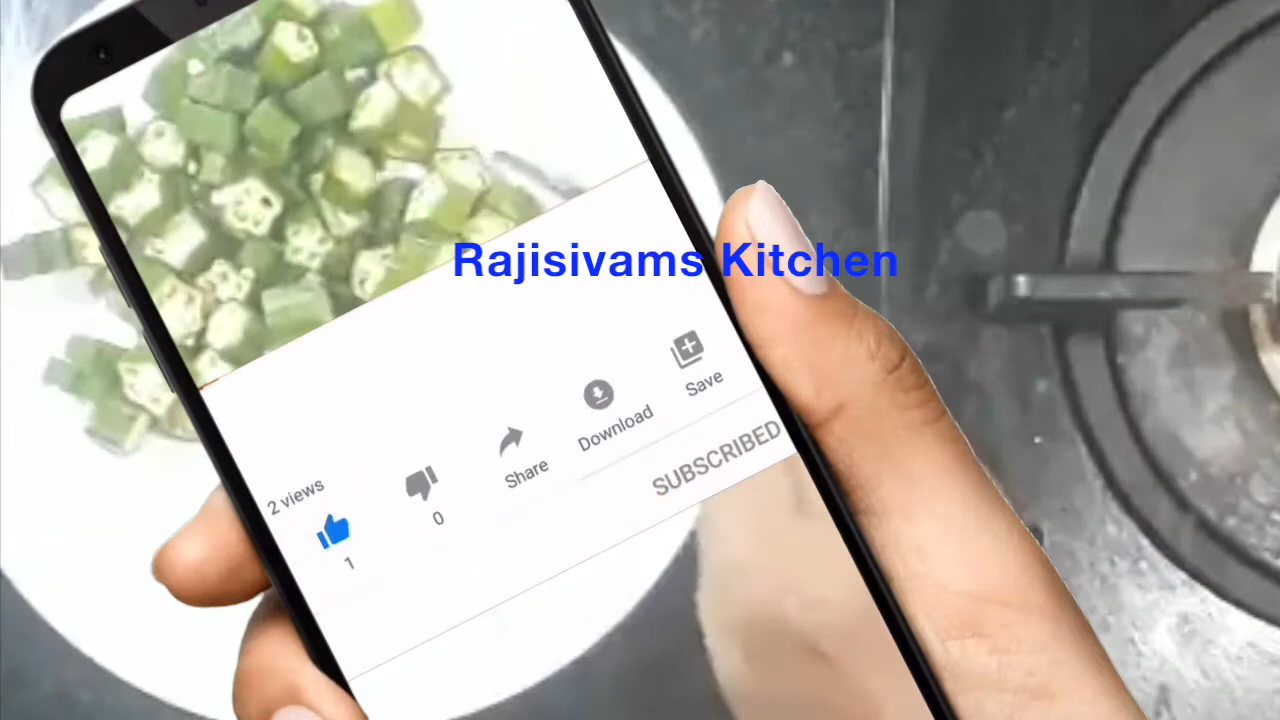 Rajisivams Kitchen
2 views
1
0
Share
Download
Save
SUBSCRIBED